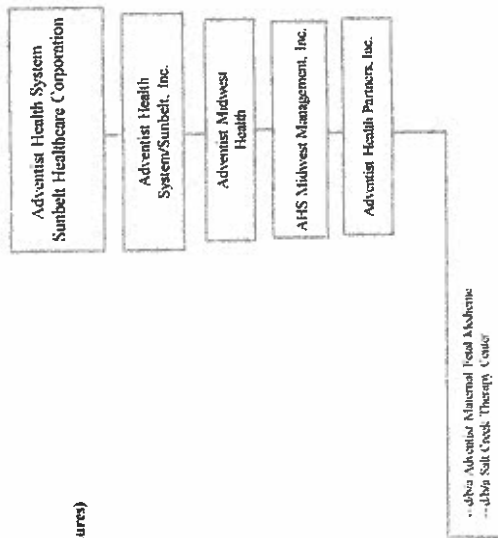 Adventist Health System
Sunbelt Healthcare Corporation
Adventist Health
System/Sunbelt, Inc.
Adventist Midwest
Health
AHS Midwest Management, Inc.
Adventist Health Partners, Inc.
-- d/b/a Adventist Maternal Fetal Medicine
-- d/b/a Salt Creek Therapy Center
ures)